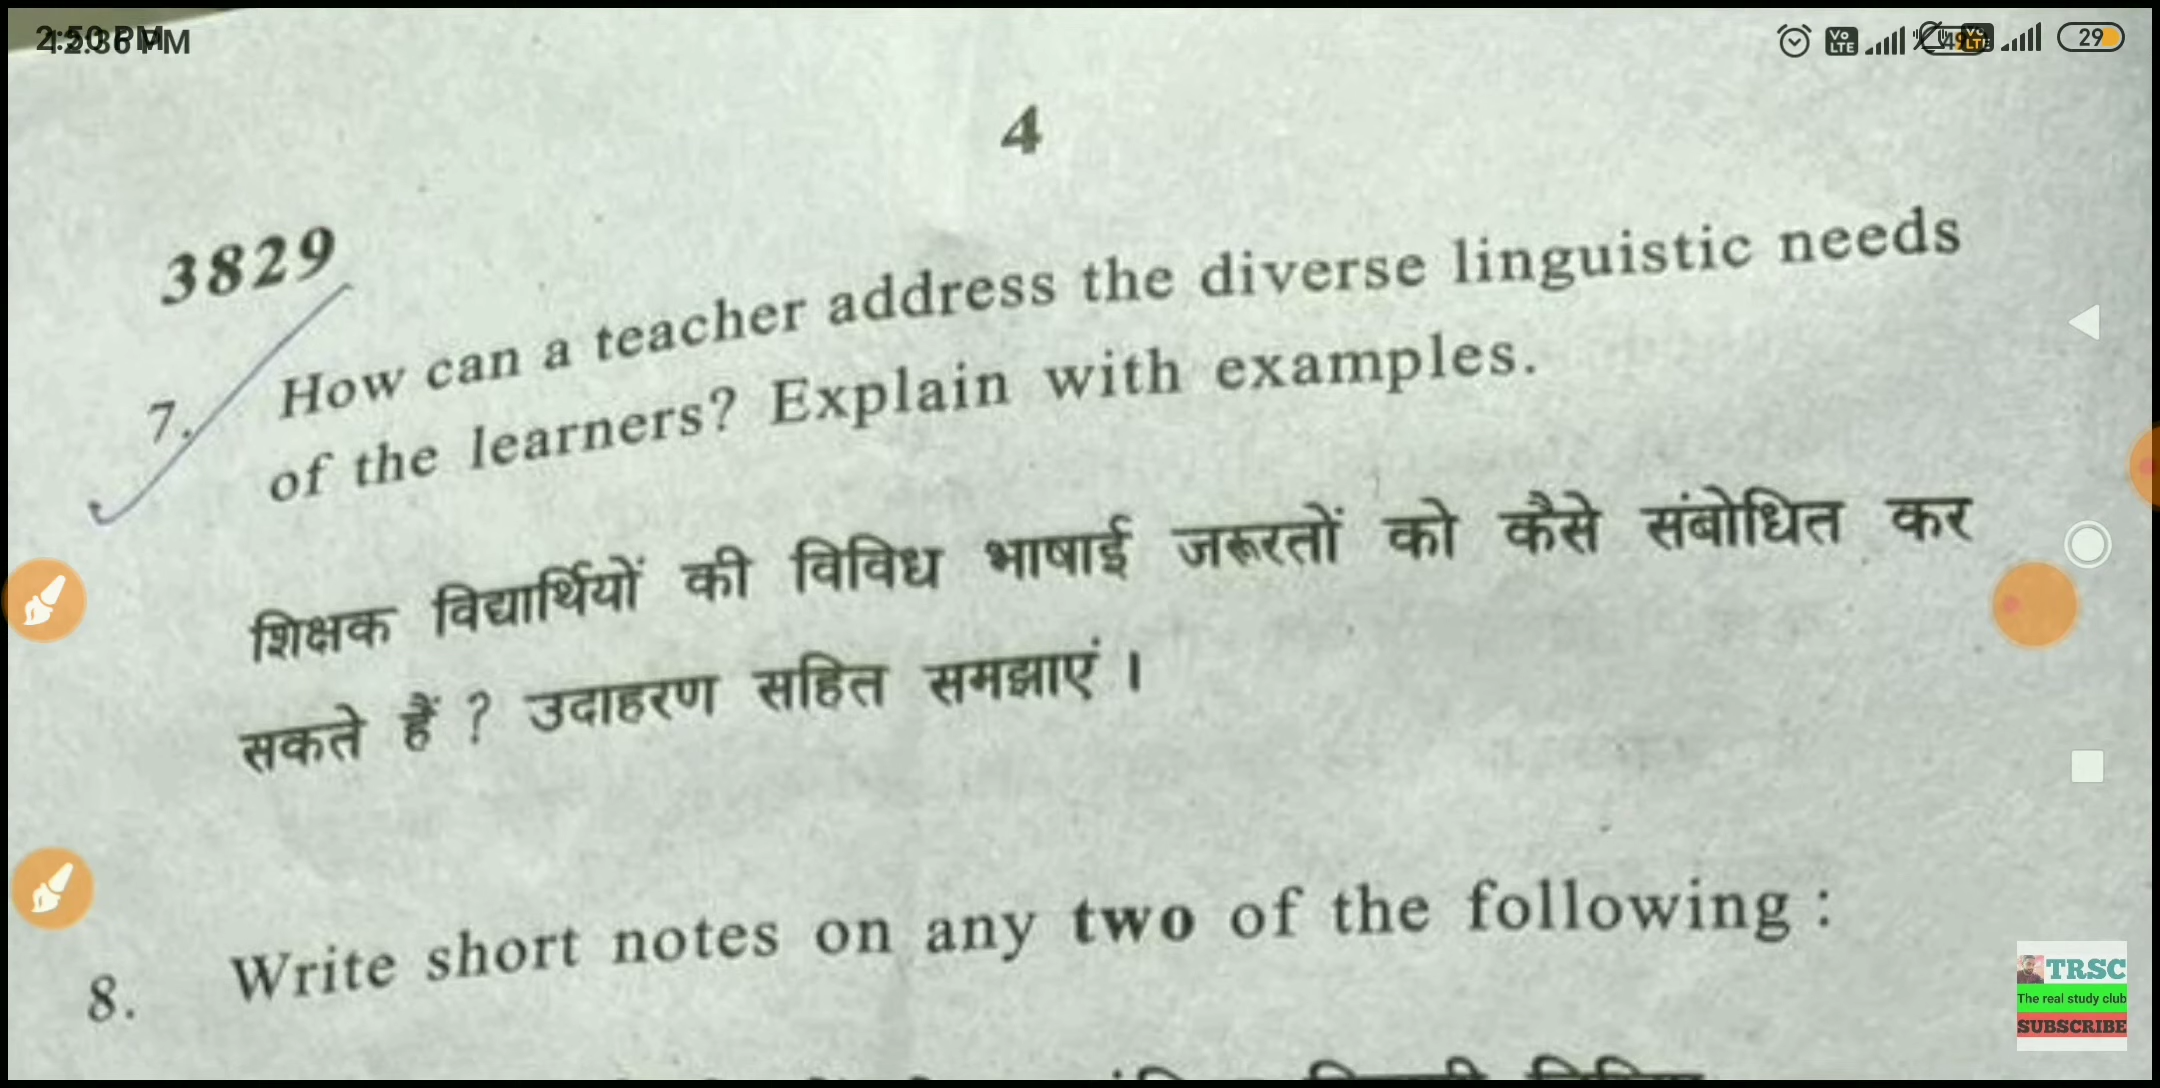 4
3829
7. How can a teacher address the diverse linguistic needs
of the learners? Explain with examples.
शिक्षक विद्यार्थियों की विविध भाषाई जरूरतों को कैसे संबोधित कर
सकते हैं ? उदाहरण सहित समझाएं ।
8. Write short notes on any two of the following :
TRSC
The real study club
SUBSCRIBE